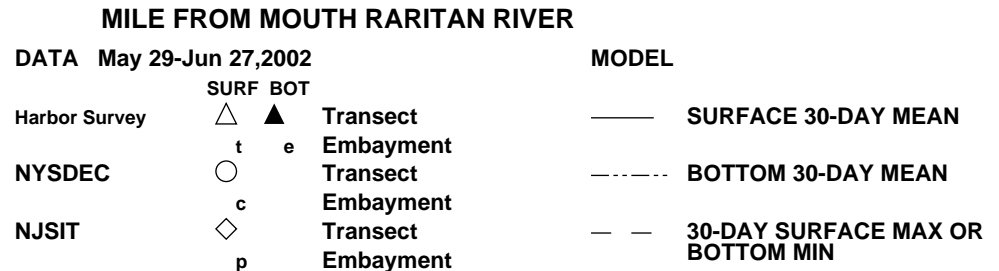 MILE FROM MOUTH RARITAN RIVER
DATA May 29-Jun 27,2002 MODEL
SURF BOT
Harbor Survey Transect SURFACE 30-DAY MEAN
t e Embayment
NYSDEC Transect BOTTOM 30-DAY MEAN
c Embayment
NJSIT Transect 30-DAY SURFACE MAX OR
p Embayment BOTTOM MIN